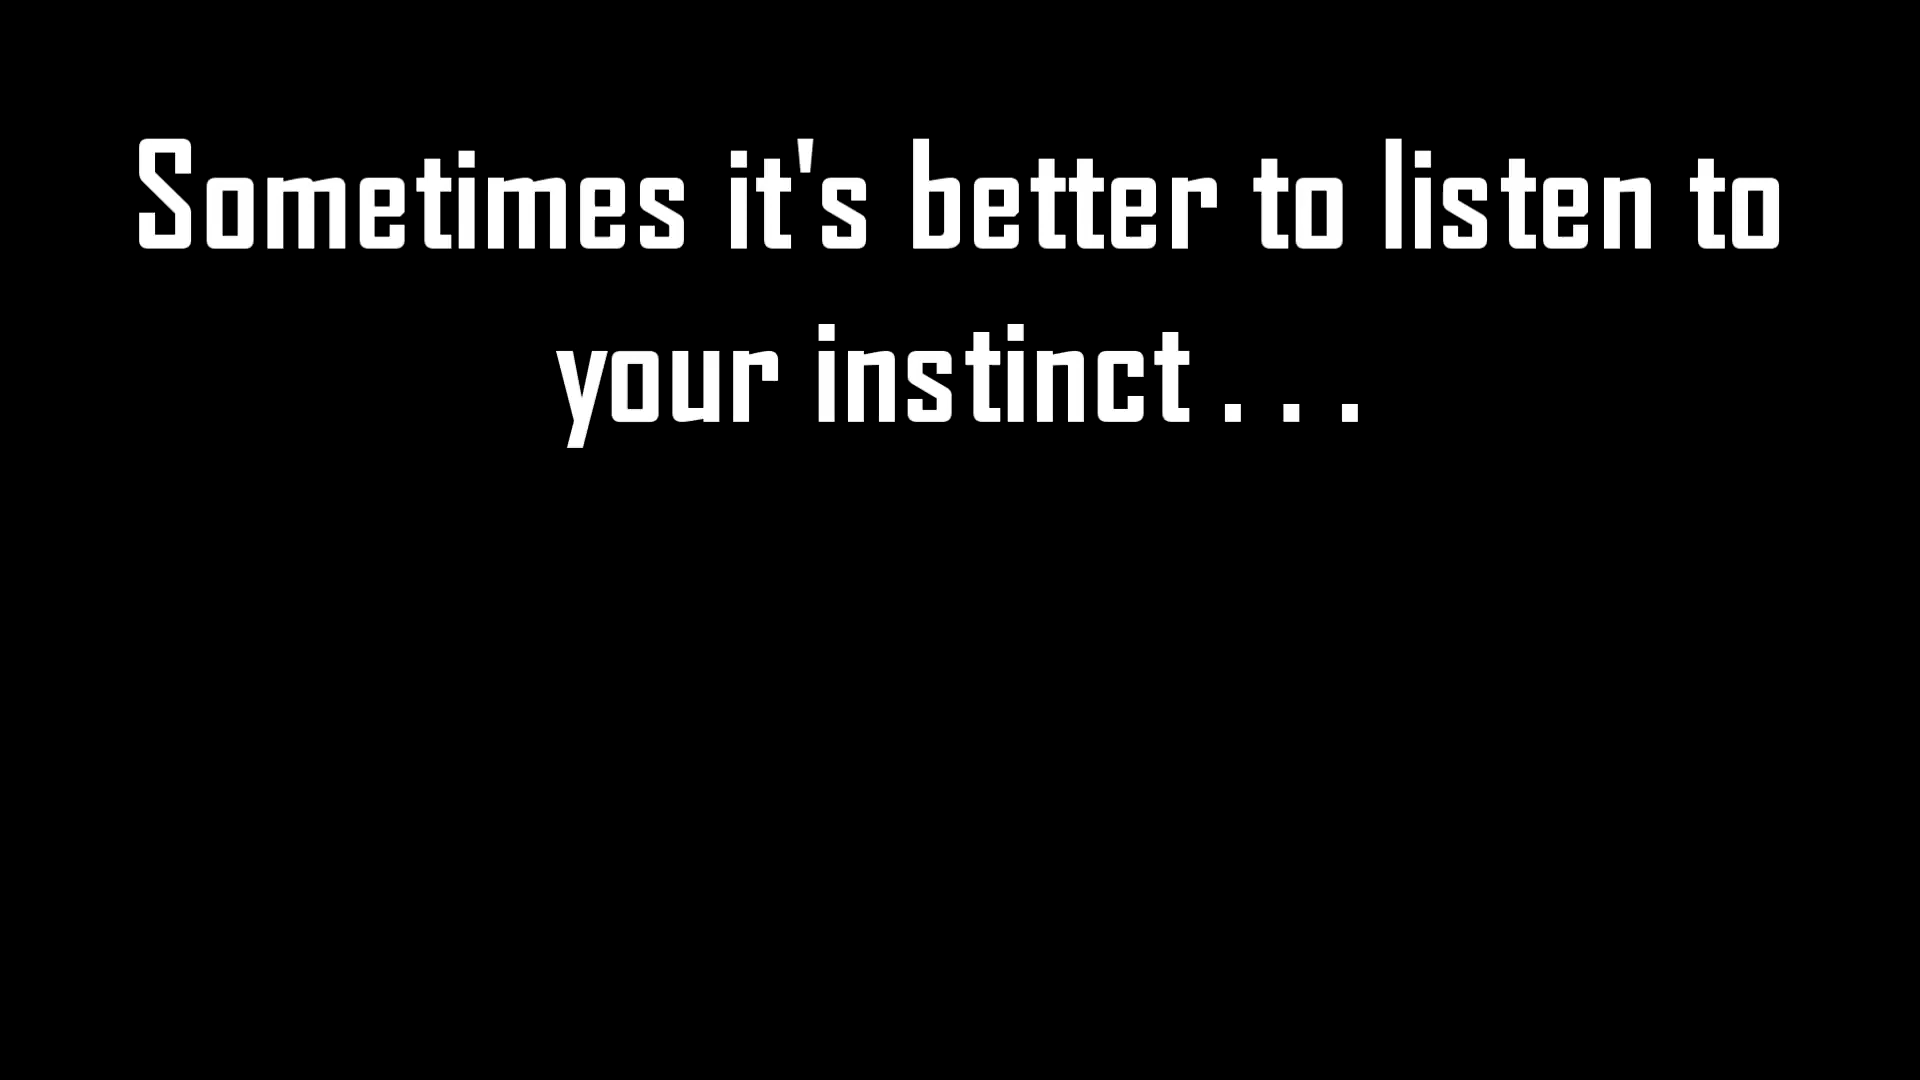 Sometimes it's better to listen to
your instinct . . .